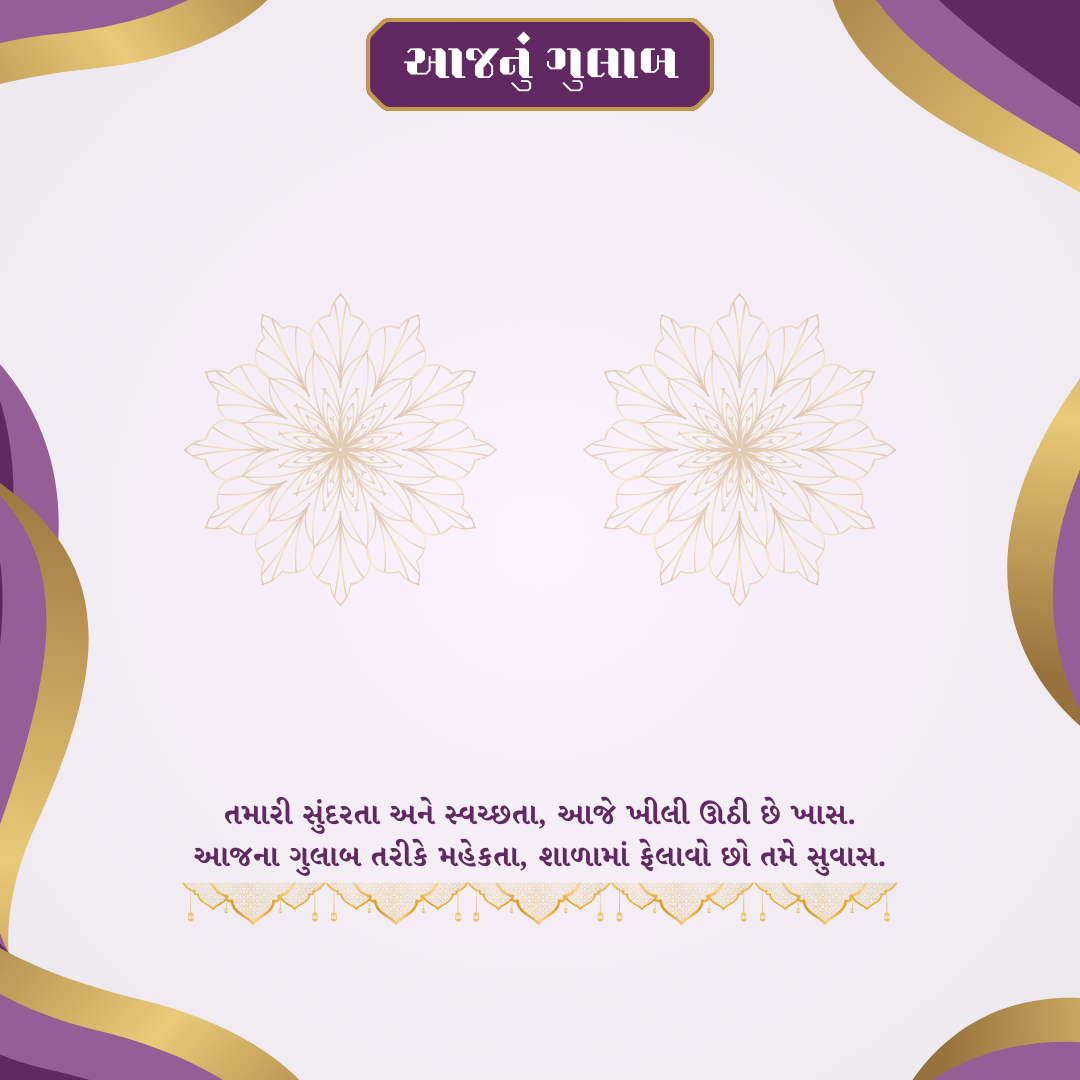 આજનું ગુલાબ
તમારી સુંદરતા અને સ્વચ્છતા, આજે ખીલી ઊઠી છે ખાસ.
આજના ગુલાબ તરીકે મહેકતા, શાળામાં ફેલાવો છો તમે સુવાસ.